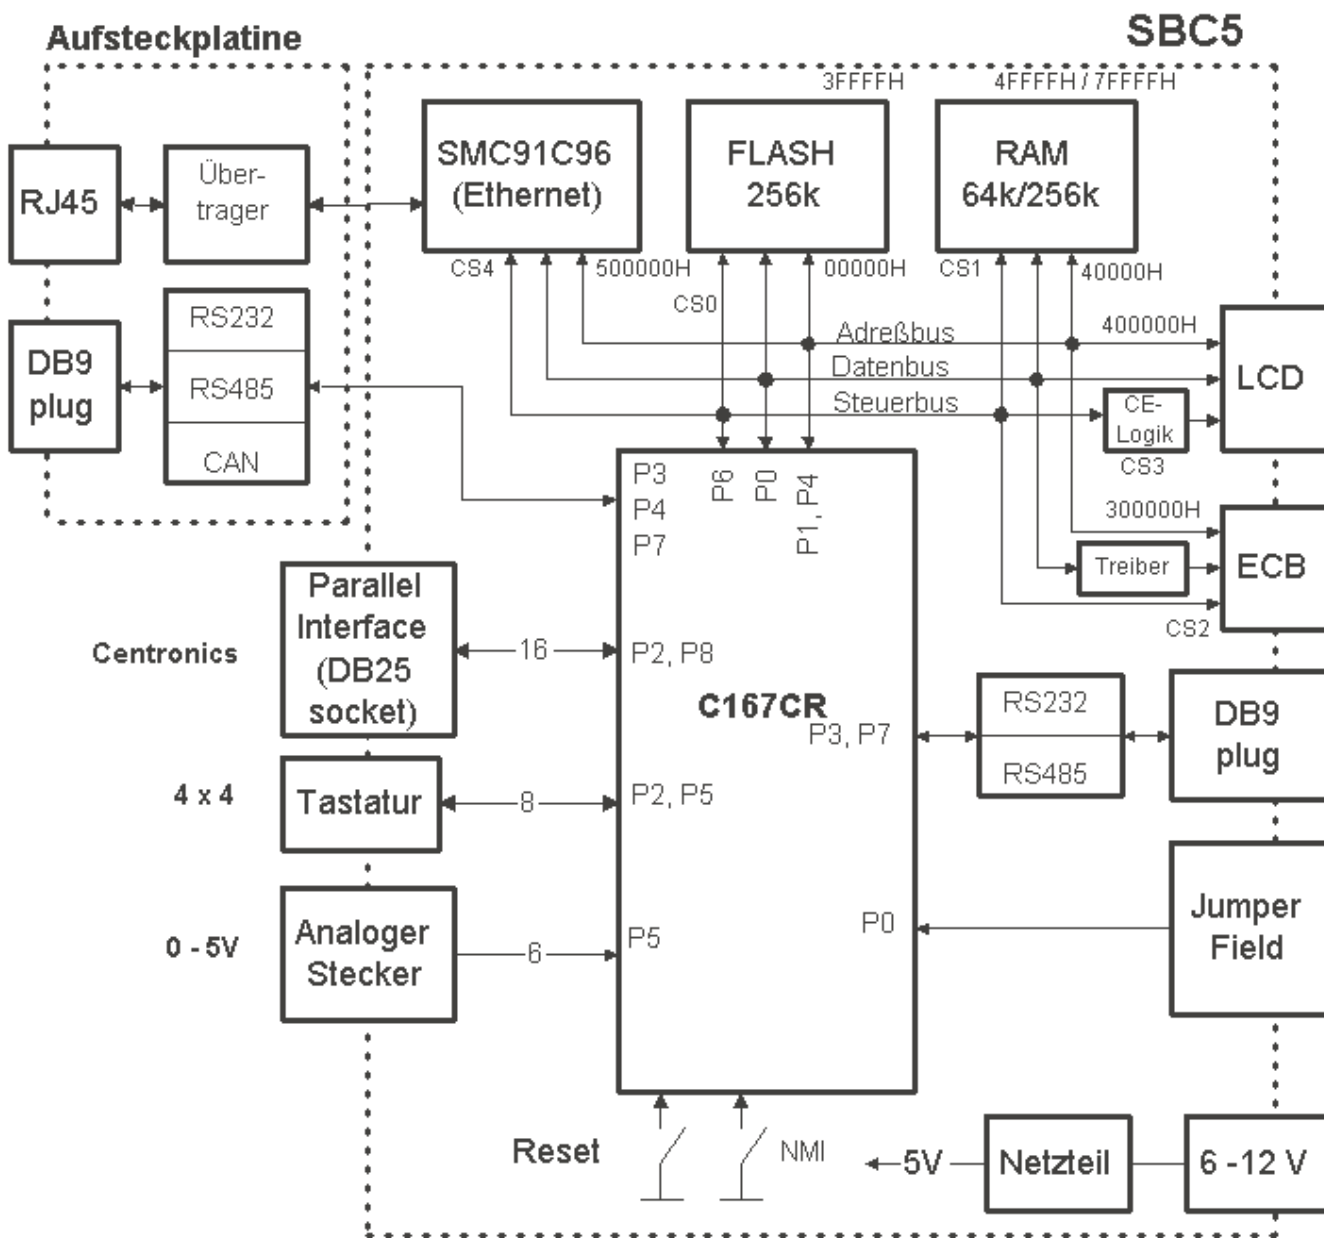 Aufsteckplatine
SBC5
3FFFFH
4FFFFH / 7FFFFH
RJ45
Über-
trager
SMC91C96
(Ethernet)
FLASH
256k
RAM
64k/256k
CS4
500000H
CS0
00000H
CS1
40000H
DB9
plug
RS232
RS485
CAN
Adreßbus
400000H
Datenbus
Steuerbus
LCD
CE-
Logik
CS3
P3
P4
P7
P6
P0
P1, P4
300000H
Treiber
ECB
CS2
Centronics
Parallel
Interface
(DB25
socket)
16
P2, P8
C167CR
P3, P7
RS232
RS485
DB9
plug
4 x 4
Tastatur
8
P2, P5
0 - 5V
Analoger
Stecker
6
P5
P0
Jumper
Field
Reset
NMI
5V
Netzteil
6 -12 V